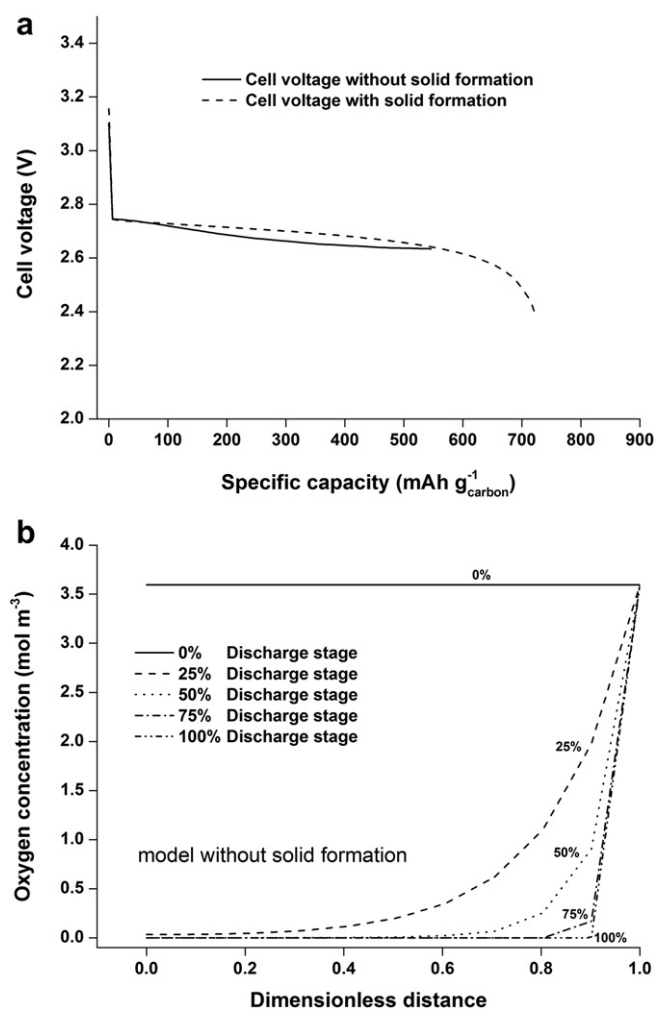 a
3.4
3.2
3.0
2.8
2.6
2.4
2.2
2.0
Cell voltage (V)
Cell voltage without solid formation
Cell voltage with solid formation
0 100 200 300 400 500 600 700 800 900
Specific capacity (mAh g⁻¹carbon)
b
4.0
3.5
3.0
2.5
2.0
1.5
1.0
0.5
0.0
Oxygen concentration (mol m⁻³)
0%
0% Discharge stage
25% Discharge stage
50% Discharge stage
75% Discharge stage
100% Discharge stage
25%
model without solid formation
50%
75%
100%
0.0 0.2 0.4 0.6 0.8 1.0
Dimensionless distance